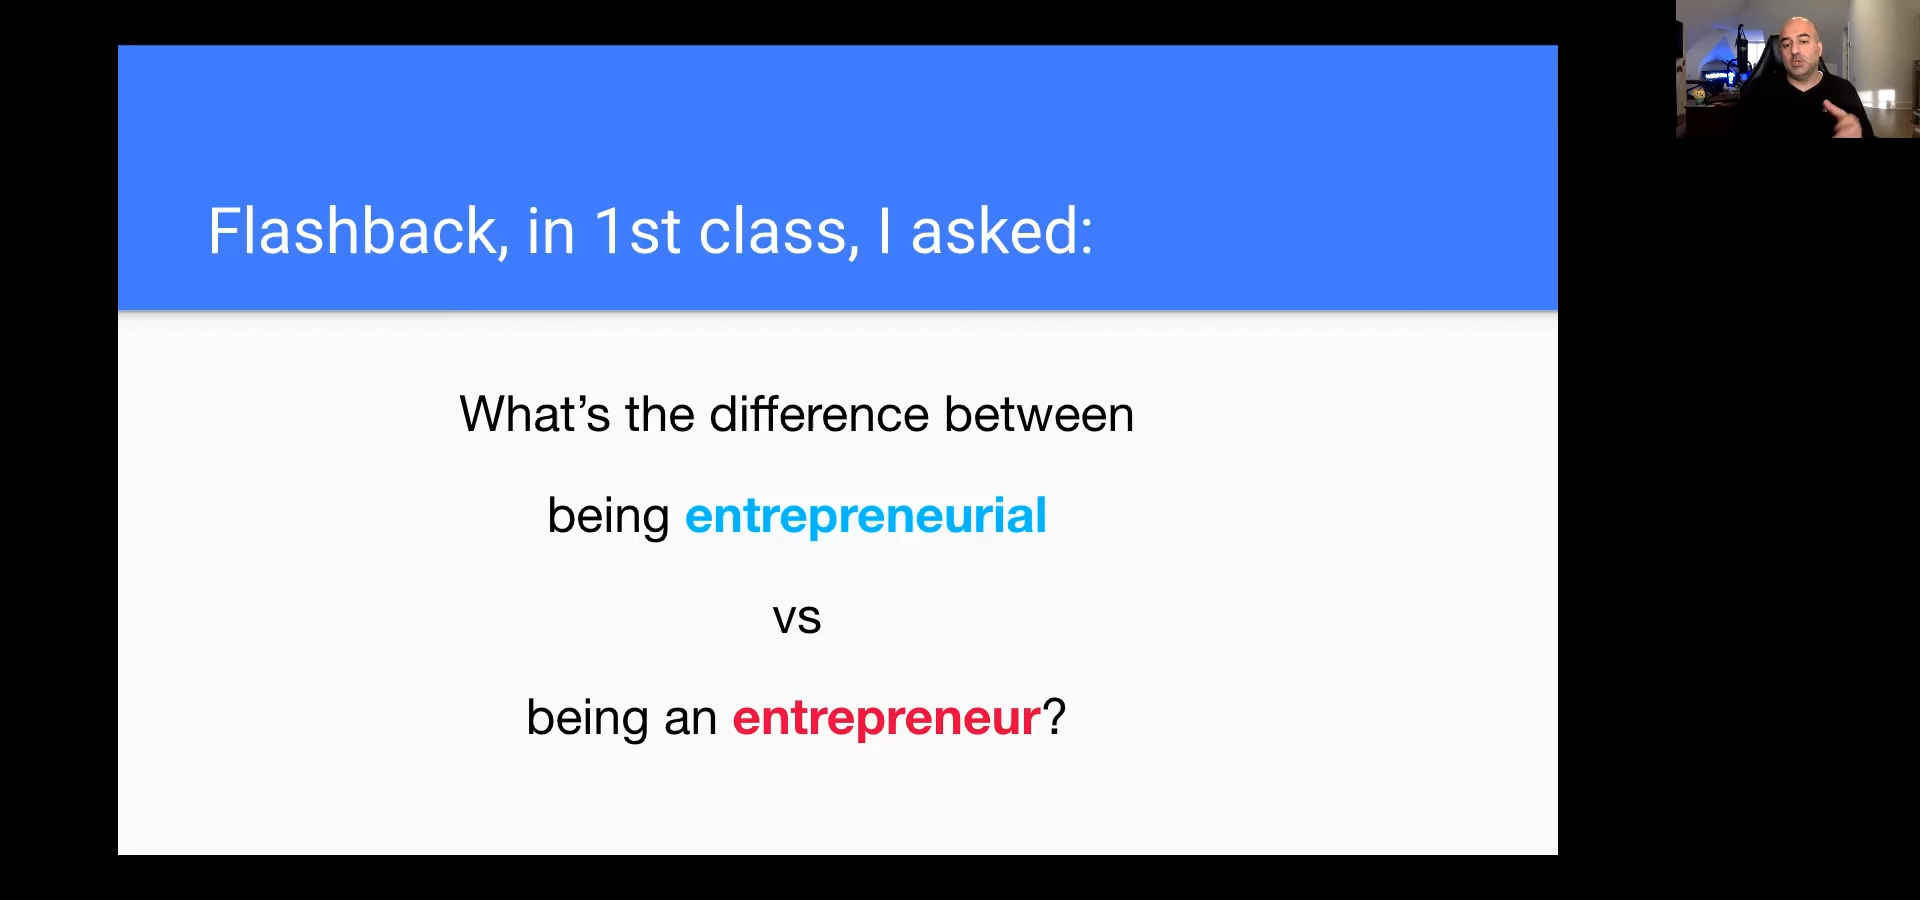 Flashback, in 1st class, I asked:
What’s the difference between
being entrepreneurial
vs
being an entrepreneur?